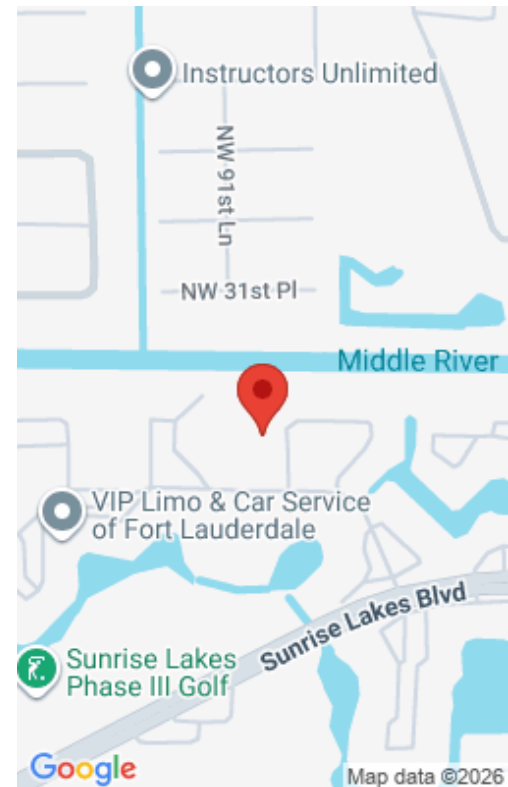 Instructors Unlimited
NW 91st Ln
NW 31st Pl
Middle River
VIP Limo & Car Service
of Fort Lauderdale
Sunrise Lakes Blvd
Sunrise Lakes
Phase III Golf
Google
Map data ©2026